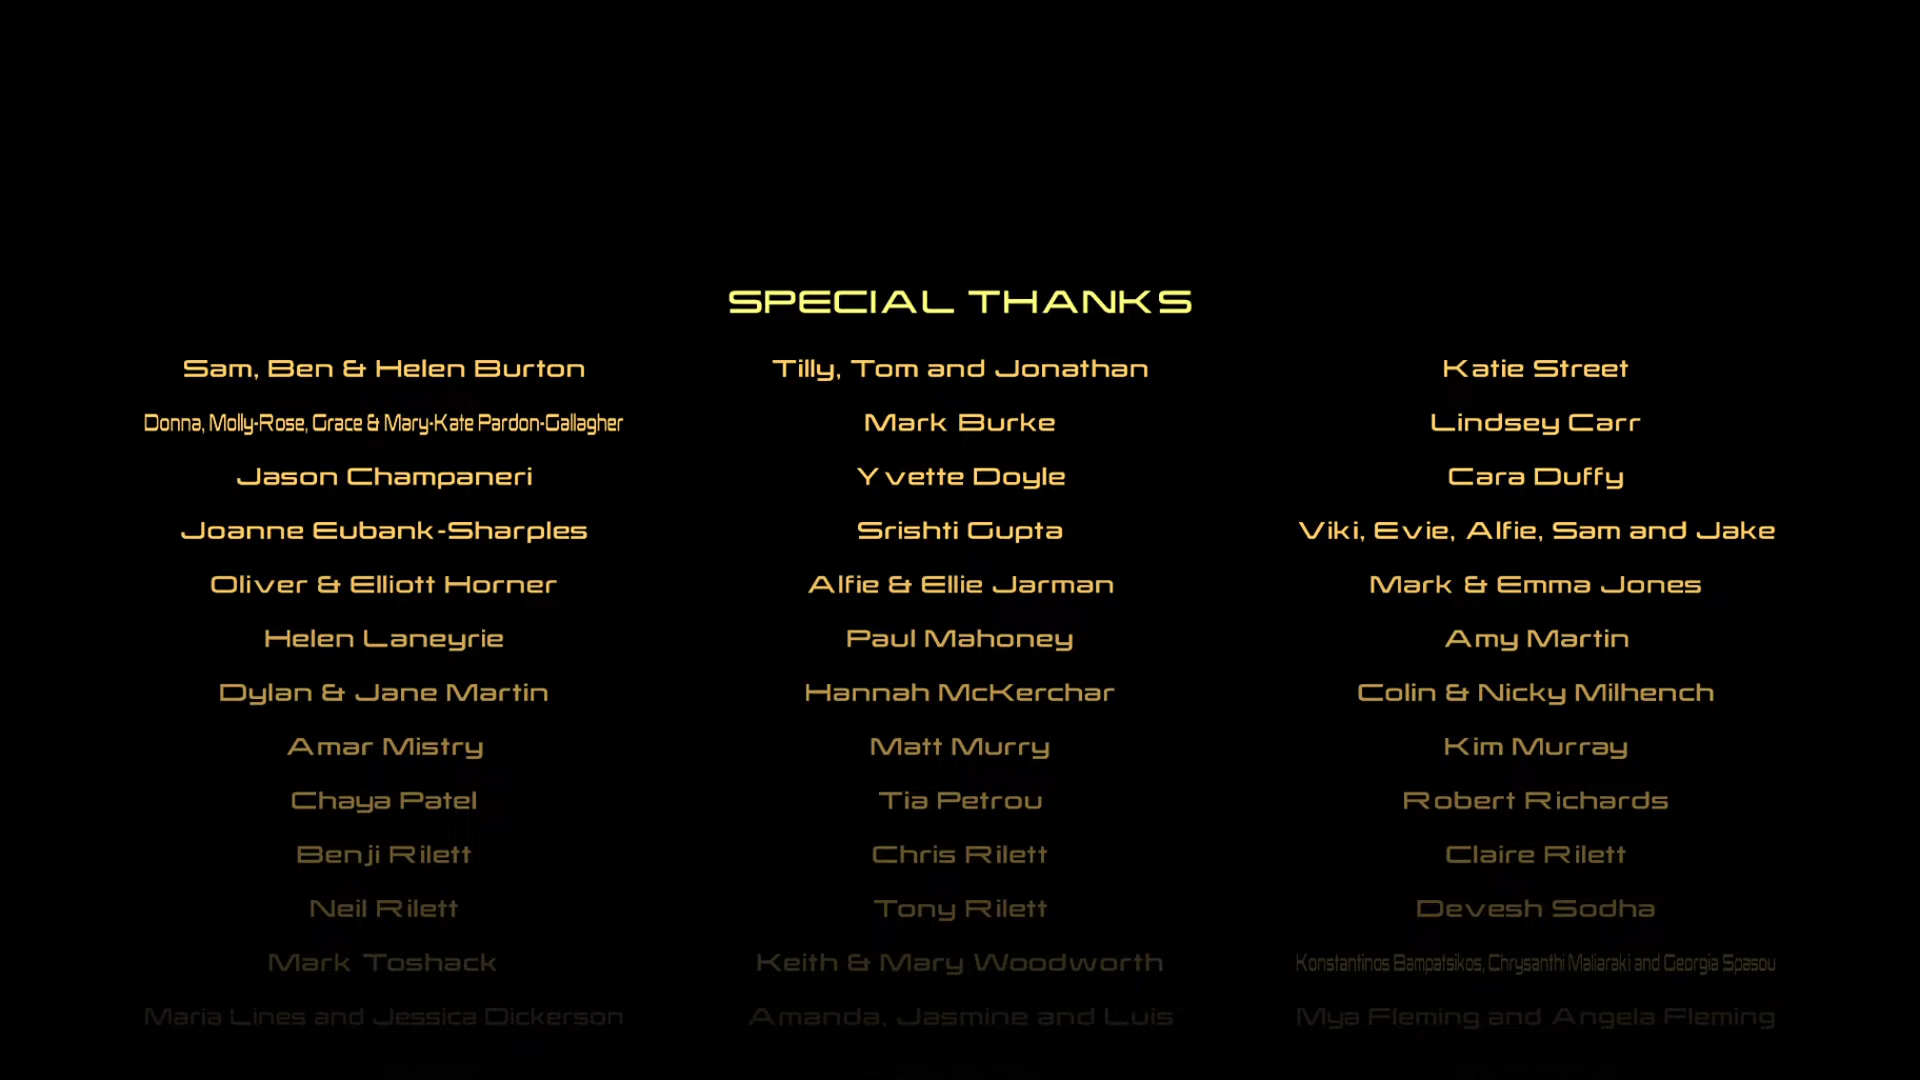 SPECIAL THANKS
Sam, Ben & Helen Burton
Tilly, Tom and Jonathan
Katie Street
Donna, Molly-Rose, Grace & Mary-Kate Pardon-Gallagher
Mark Burke
Lindsey Carr
Jason Champaneri
Yvette Doyle
Cara Duffy
Joanne Eubank-Sharples
Srishti Gupta
Viki, Evie, Alfie, Sam and Jake
Oliver & Elliott Horner
Alfie & Ellie Jarman
Mark & Emma Jones
Helen Laneyrie
Paul Mahoney
Amy Martin
Dylan & Jane Martin
Hannah McKerchar
Colin & Nicky Milhench
Amar Mistry
Matt Murry
Kim Murray
Chaya Patel
Tia Petrou
Robert Richards
Benji Rilett
Chris Rilett
Claire Rilett
Neil Rilett
Tony Rilett
Devesh Sodha
Mark Toshack
Keith & Mary Woodworth
Konstantinos Bampatsikos, Chrysanthi Maliaraki and Georgia Spasou
Maria Lines and Jessica Dickerson
Amanda, Jasmine and Luis
Mya Fleming and Angela Fleming